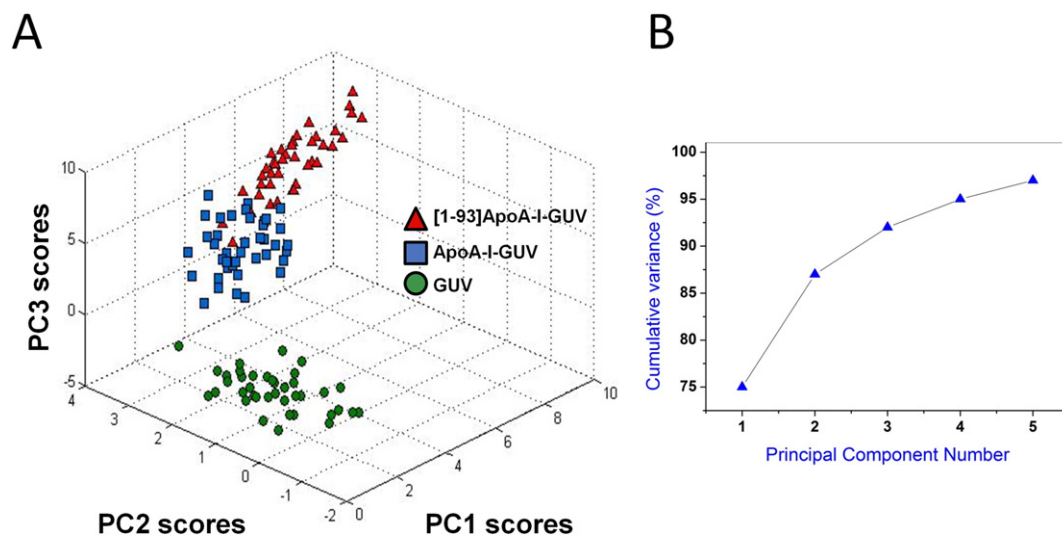 A
10
5
0
-5
PC3 scores
4
3
2
1
0
-1
-2
PC2 scores
0
2
4
6
8
10
PC1 scores
[1-93]ApoA-I-GUV
ApoA-I-GUV
GUV
B
100
95
90
85
80
75
Cumulative variance (%)
1 2 3 4 5
Principal Component Number